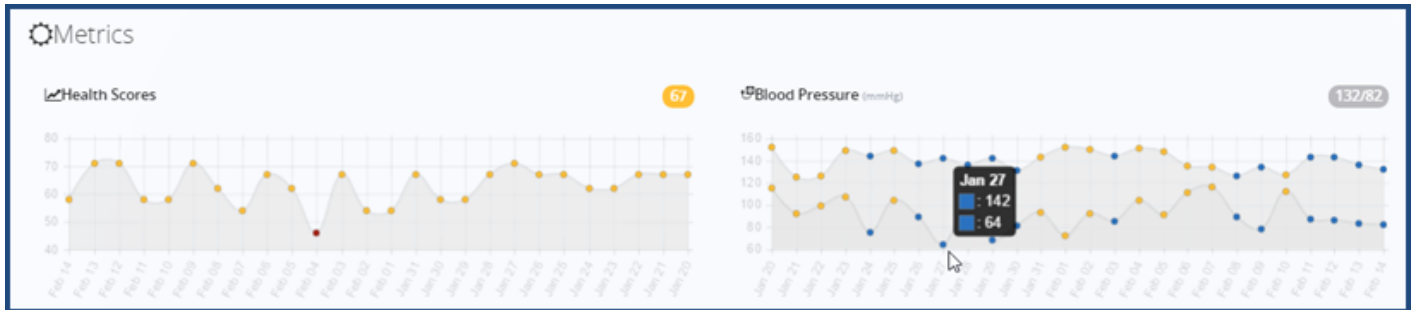 Metrics
Health Scores
67
80
70
60
50
40
Feb 14
Feb 13
Feb 12
Feb 11
Feb 10
Feb 09
Feb 08
Feb 07
Feb 06
Feb 05
Feb 04
Feb 03
Feb 02
Feb 01
Jan 31
Jan 30
Jan 29
Jan 28
Jan 27
Jan 26
Jan 25
Jan 24
Jan 23
Jan 22
Jan 21
Jan 20
Blood Pressure (mmHg)
132/82
160
140
120
100
80
60
Jan 27
: 142
: 64
Jan 20
Jan 21
Jan 22
Jan 23
Jan 24
Jan 25
Jan 26
Jan 27
Jan 28
Jan 29
Jan 30
Jan 31
Feb 01
Feb 02
Feb 03
Feb 04
Feb 05
Feb 06
Feb 07
Feb 08
Feb 09
Feb 10
Feb 11
Feb 12
Feb 13
Feb 14